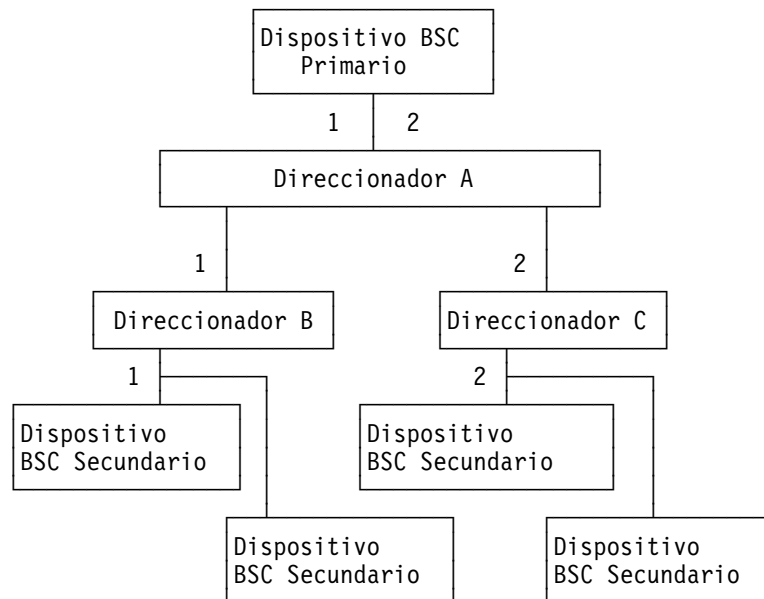 Dispositivo BSC
Primario
1 2
Direccionador A
1 2
Direccionador B Direccionador C
1 2
Dispositivo Dispositivo
BSC Secundario BSC Secundario
Dispositivo Dispositivo
BSC Secundario BSC Secundario